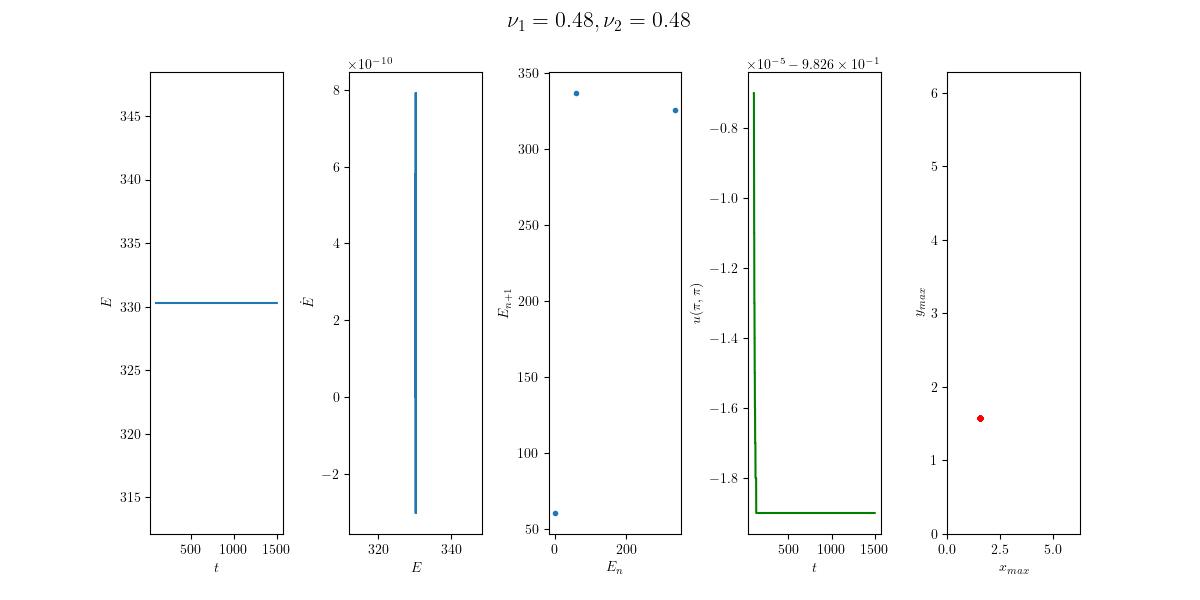 ν₁ = 0.48, ν₂ = 0.48
345
340
335
330
325
320
315
E
500 1000 1500
t
×10⁻¹⁰
8
6
4
2
0
−2
Ė
320 340
E
350
300
250
200
150
100
50
Eₙ₊₁
0 200
Eₙ
×10⁻⁵ − 9.826 × 10⁻¹
−0.8
−1.0
−1.2
−1.4
−1.6
−1.8
u(π, π)
500 1000 1500
t
6
5
4
3
2
1
0
y_max
0.0 2.5 5.0
x_max